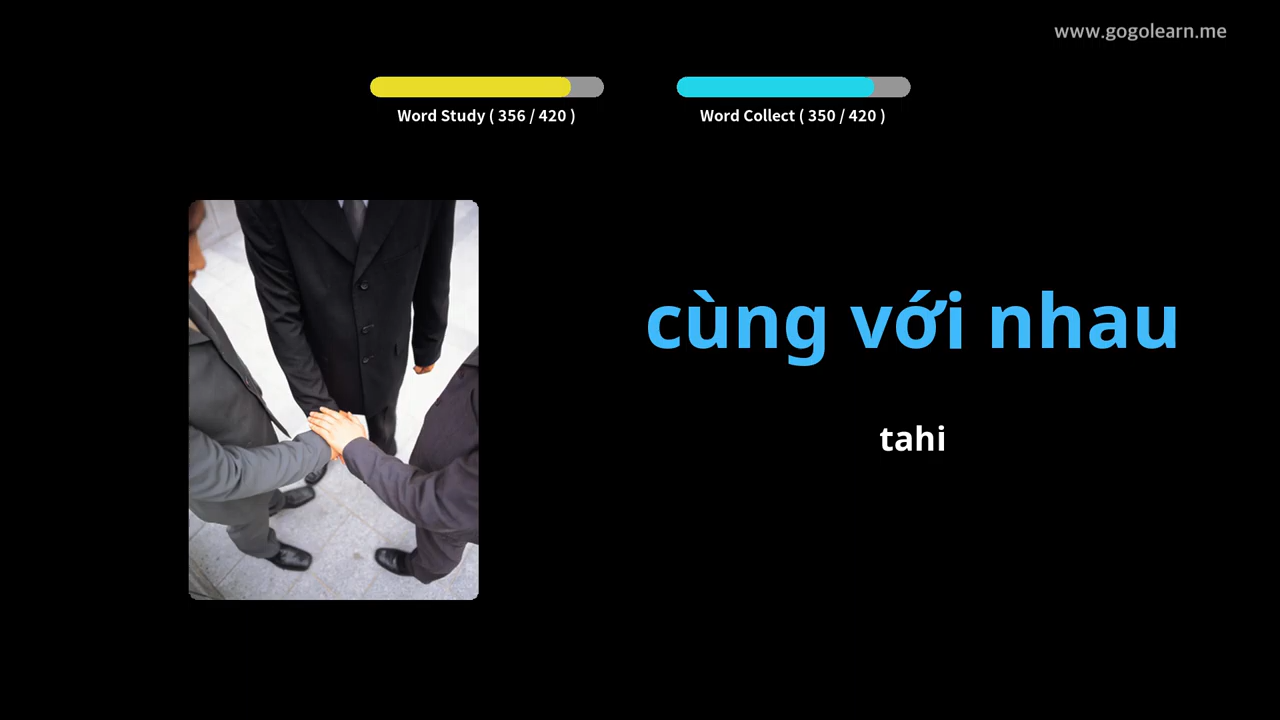 www.gogolearn.me
Word Study ( 356 / 420 )
Word Collect ( 350 / 420 )
cùng với nhau
tahi